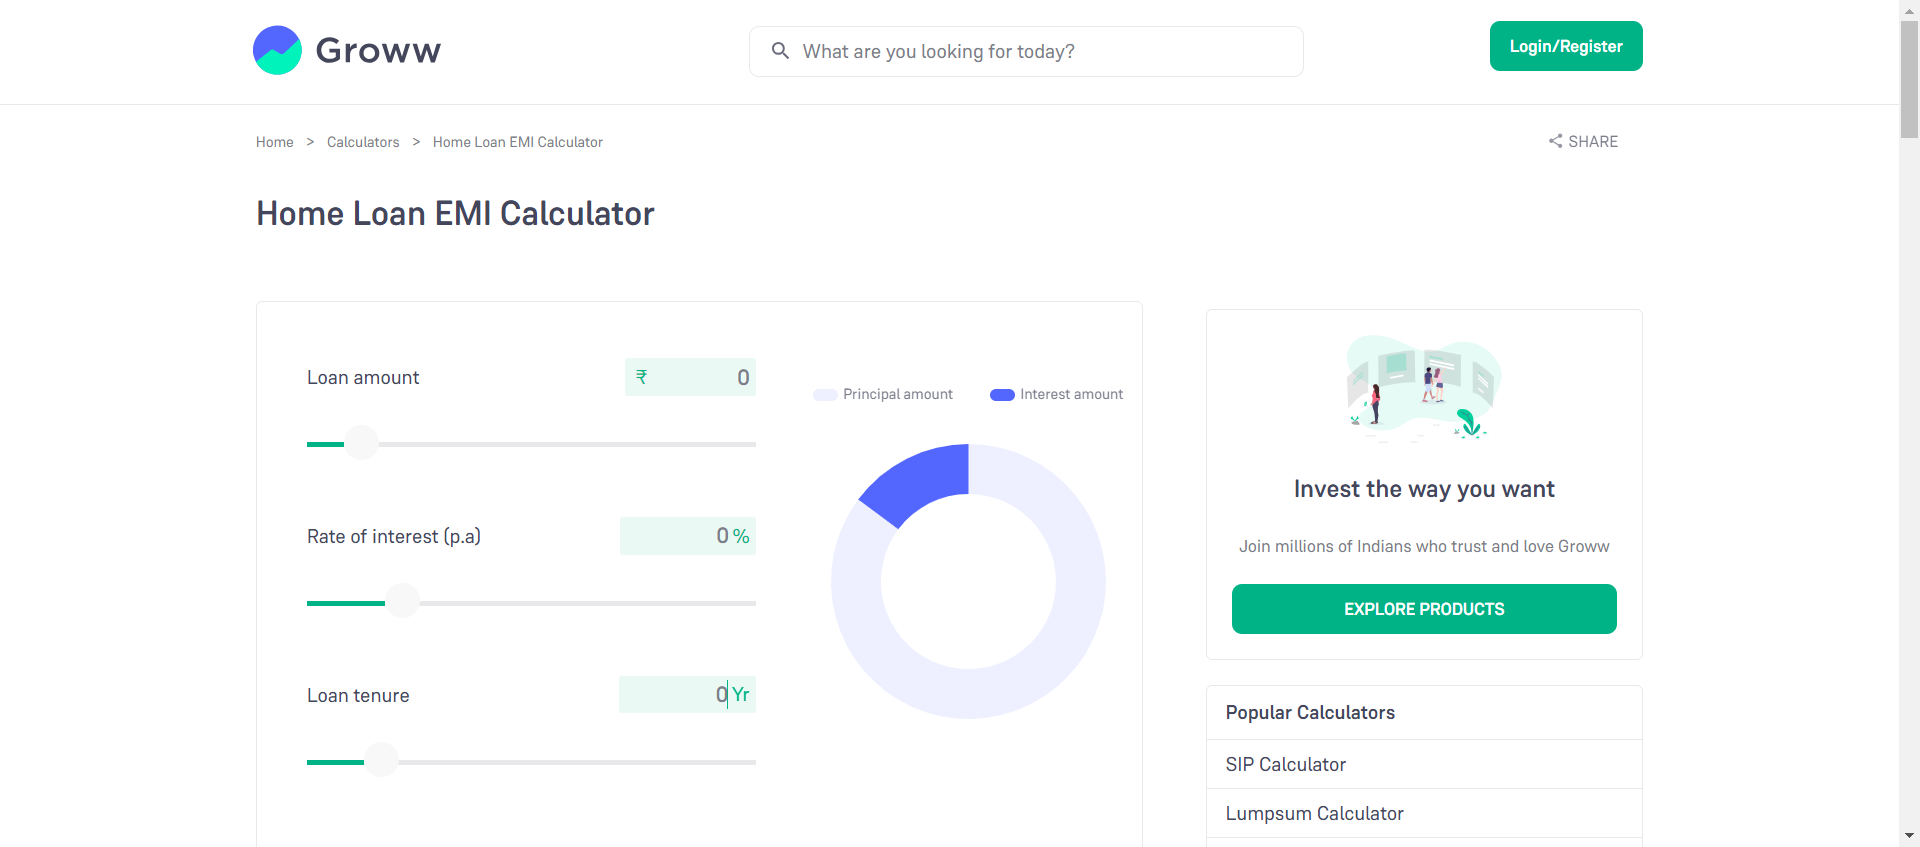 Groww
What are you looking for today?
Login/Register
Home > Calculators > Home Loan EMI Calculator
SHARE
Home Loan EMI Calculator
Loan amount
₹ 0
Rate of interest (p.a)
0 %
Loan tenure
0 Yr
Principal amount
Interest amount
Invest the way you want
Join millions of Indians who trust and love Groww
EXPLORE PRODUCTS
Popular Calculators
SIP Calculator
Lumpsum Calculator